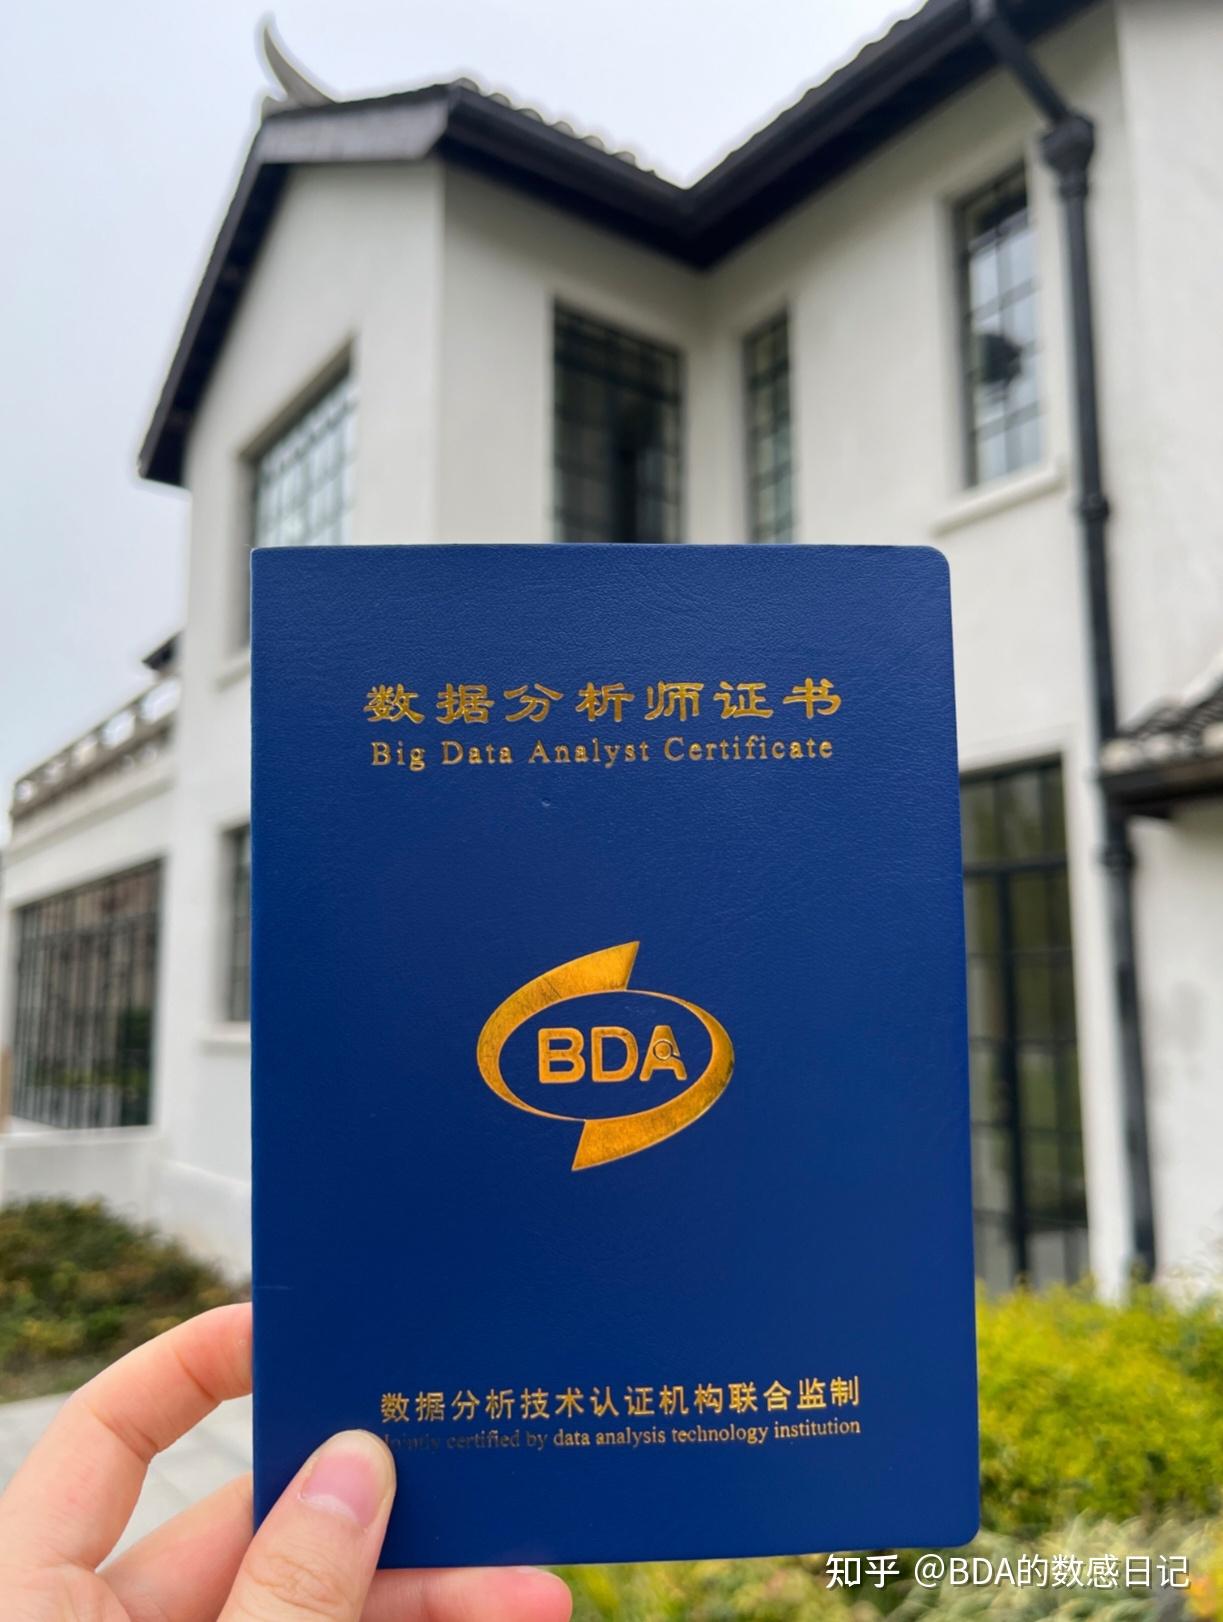 数据分析师证书
Big Data Analyst Certificate
BDA
数据分析技术认证机构联合监制
Jointly certified by data analysis technology institution
知乎 @BDA的数感日记